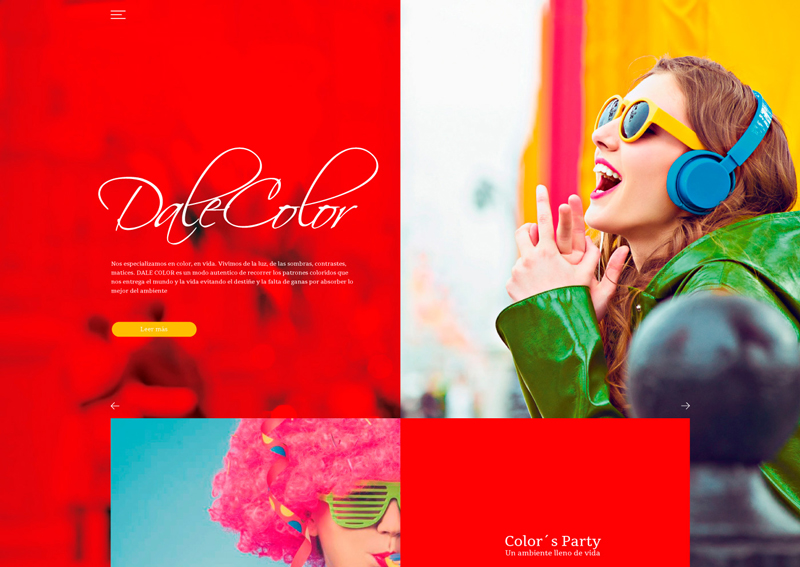 DaleColor
Nos especializamos en color, en vida. Vivimos de la luz, de las sombras, contrastes,
matices. DALE COLOR es un modo autentico de recorrer los patrones coloridos que
nos entrega el mundo y la vida evitando el destiñe y la falta de ganas por absorber lo
mejor del ambiente
Leer más
Color´s Party
Un ambiente lleno de vida